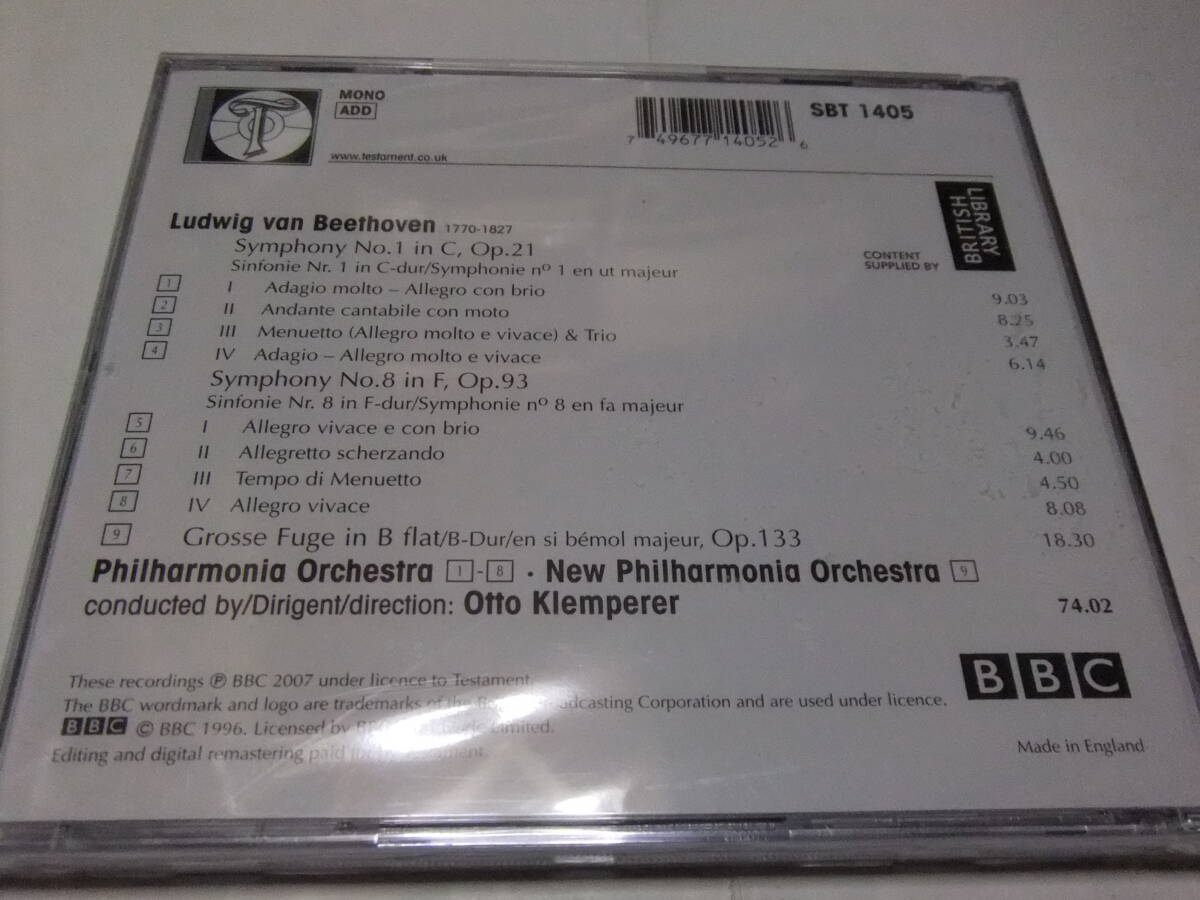 MONO
ADD
www.testament.co.uk
7 49677 14052 6
SBT 1405
BRITISH
LIBRARY
CONTENT
SUPPLIED BY
Ludwig van Beethoven 1770-1827
Symphony No.1 in C, Op.21
Sinfonie Nr. 1 in C-dur/Symphonie nº 1 en ut majeur
1 I Adagio molto – Allegro con brio 9.03
2 II Andante cantabile con moto 8.25
3 III Menuetto (Allegro molto e vivace) & Trio 3.47
4 IV Adagio – Allegro molto e vivace 6.14
Symphony No.8 in F, Op.93
Sinfonie Nr. 8 in F-dur/Symphonie nº 8 en fa majeur
5 I Allegro vivace e con brio 9.46
6 II Allegretto scherzando 4.00
7 III Tempo di Menuetto 4.50
8 IV Allegro vivace 8.08
9 Grosse Fuge in B flat/B-Dur/en si bémol majeur, Op.133 18.30
Philharmonia Orchestra 1-8 · New Philharmonia Orchestra 9
conducted by/Dirigent/direction: Otto Klemperer 74.02
BBC
These recordings ℗ BBC 2007 under licence to Testament.
The BBC wordmark and logo are trademarks of the Broadcasting Corporation and are used under licence.
BBC © BBC 1996. Licensed by Limited.
Editing and digital remastering paid for by Testament.
Made in England